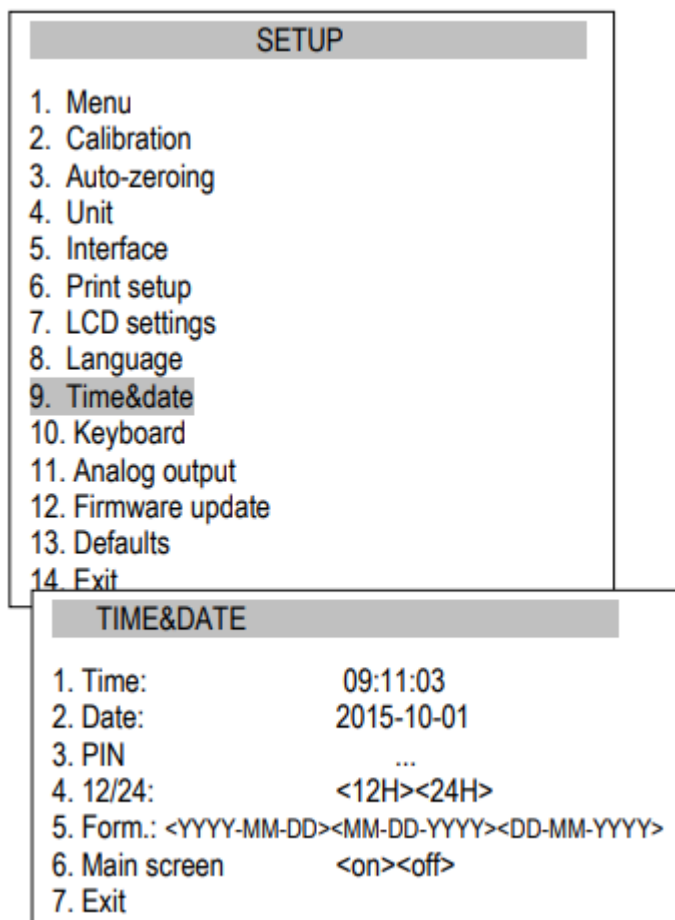 SETUP
1. Menu
2. Calibration
3. Auto-zeroing
4. Unit
5. Interface
6. Print setup
7. LCD settings
8. Language
9. Time&date
10. Keyboard
11. Analog output
12. Firmware update
13. Defaults
14. Exit
TIME&DATE
1. Time: 09:11:03
2. Date: 2015-10-01
3. PIN ...
4. 12/24: <12H><24H>
5. Form.: <YYYY-MM-DD><MM-DD-YYYY><DD-MM-YYYY>
6. Main screen <on><off>
7. Exit